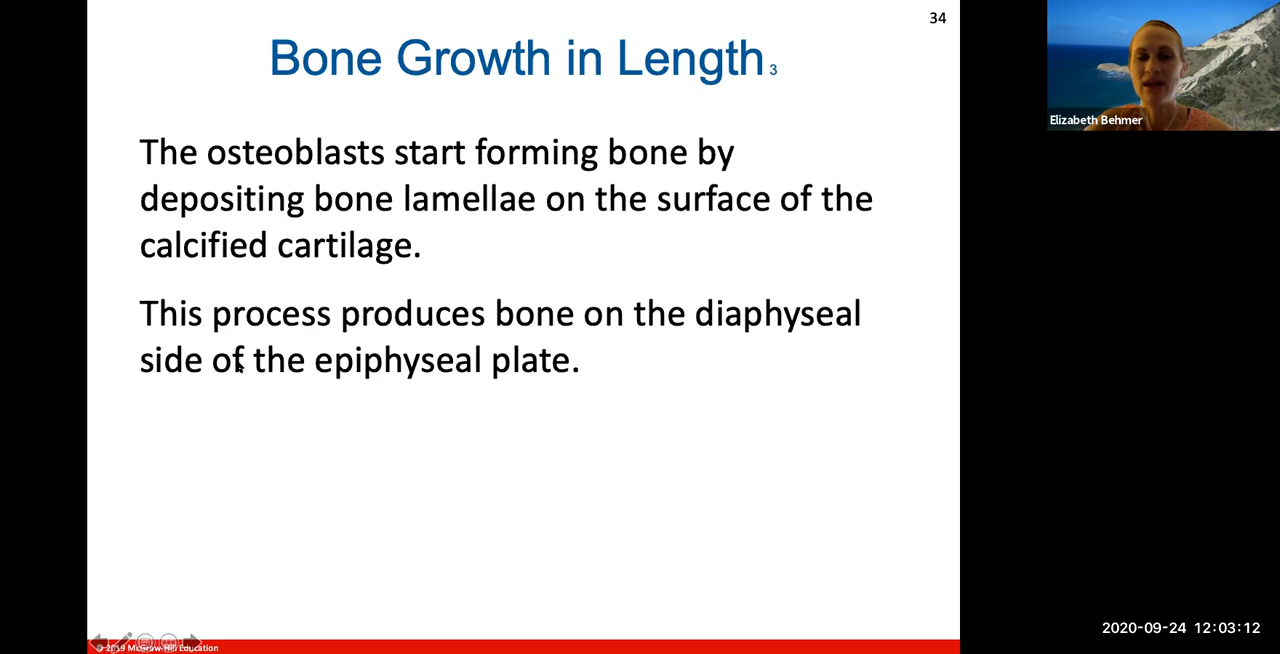 34
Bone Growth in Length 3
Elizabeth Behmer
The osteoblasts start forming bone by
depositing bone lamellae on the surface of the
calcified cartilage.
This process produces bone on the diaphyseal
side of the epiphyseal plate.
2020-09-24 12:03:12
© 2019 McGraw-Hill Education